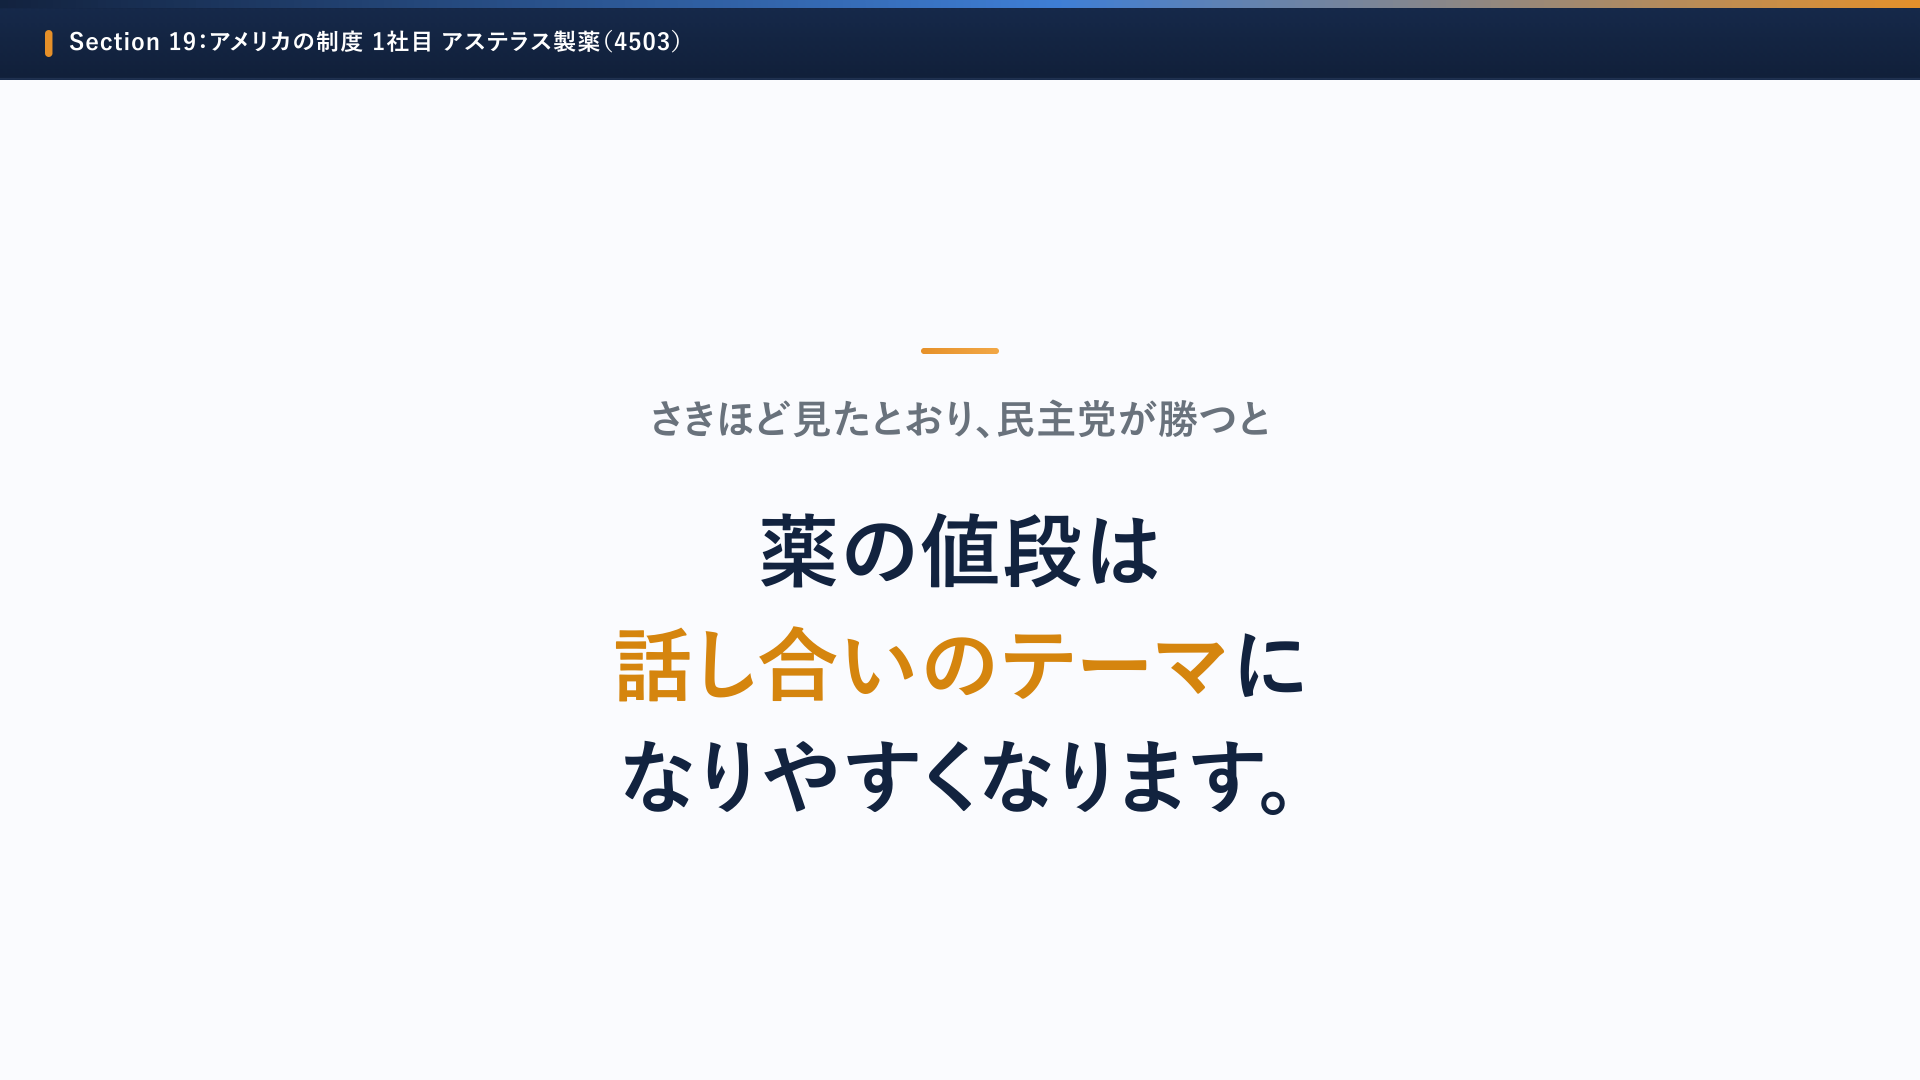 Section 19：アメリカの制度 1社目 アステラス製薬（4503）
さきほど見たとおり、民主党が勝つと
薬の値段は
話し合いのテーマに
なりやすくなります。